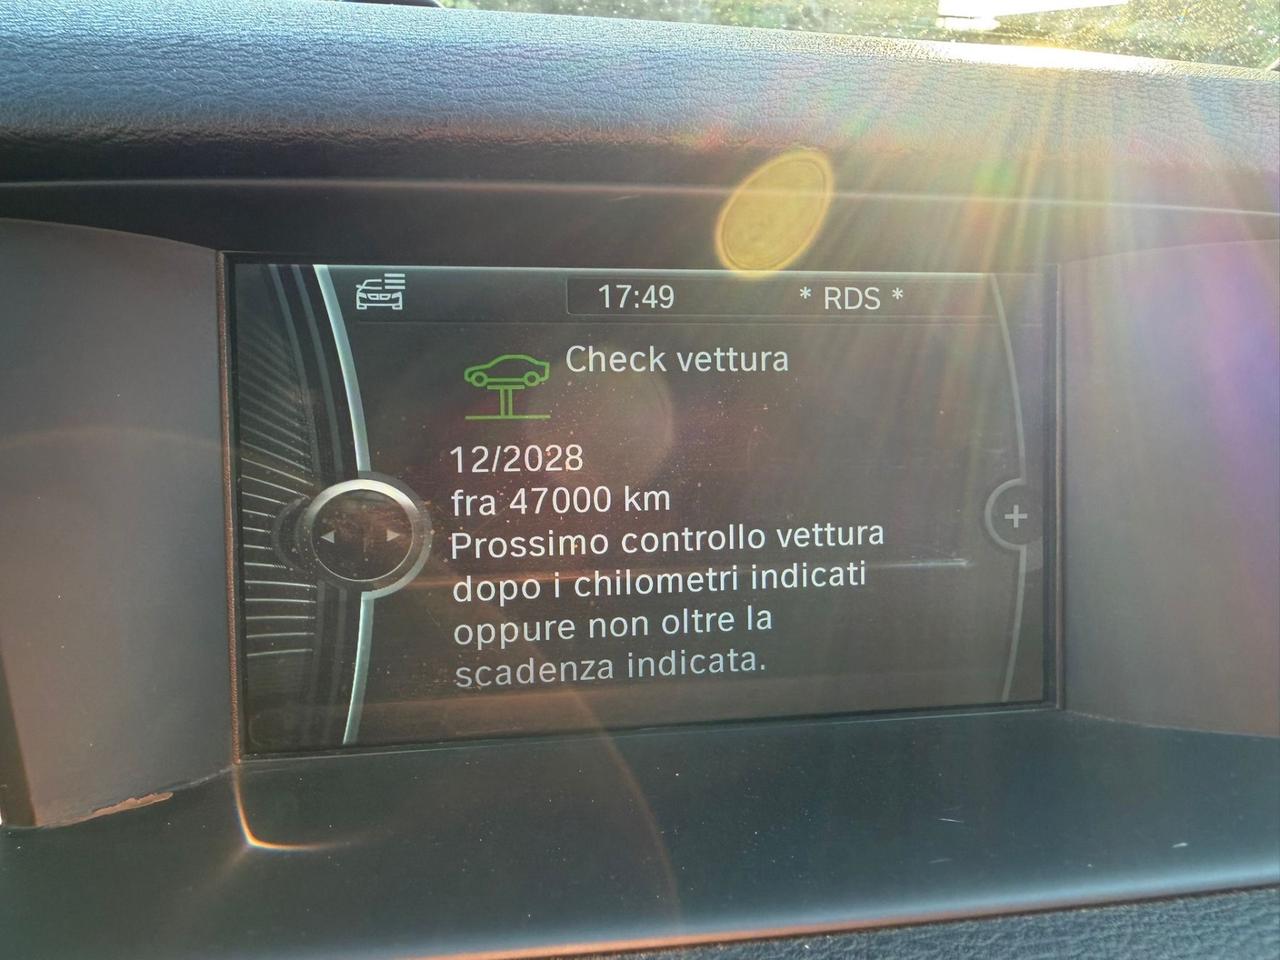 17:49 * RDS *
Check vettura
12/2028
fra 47000 km
Prossimo controllo vettura
dopo i chilometri indicati
oppure non oltre la
scadenza indicata.
+